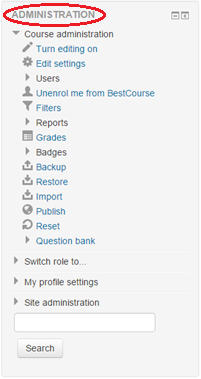 ADMINISTRATION
Course administration
Turn editing on
Edit settings
Users
Unenrol me from BestCourse
Filters
Reports
Grades
Badges
Backup
Restore
Import
Publish
Reset
Question bank
Switch role to...
My profile settings
Site administration
Search